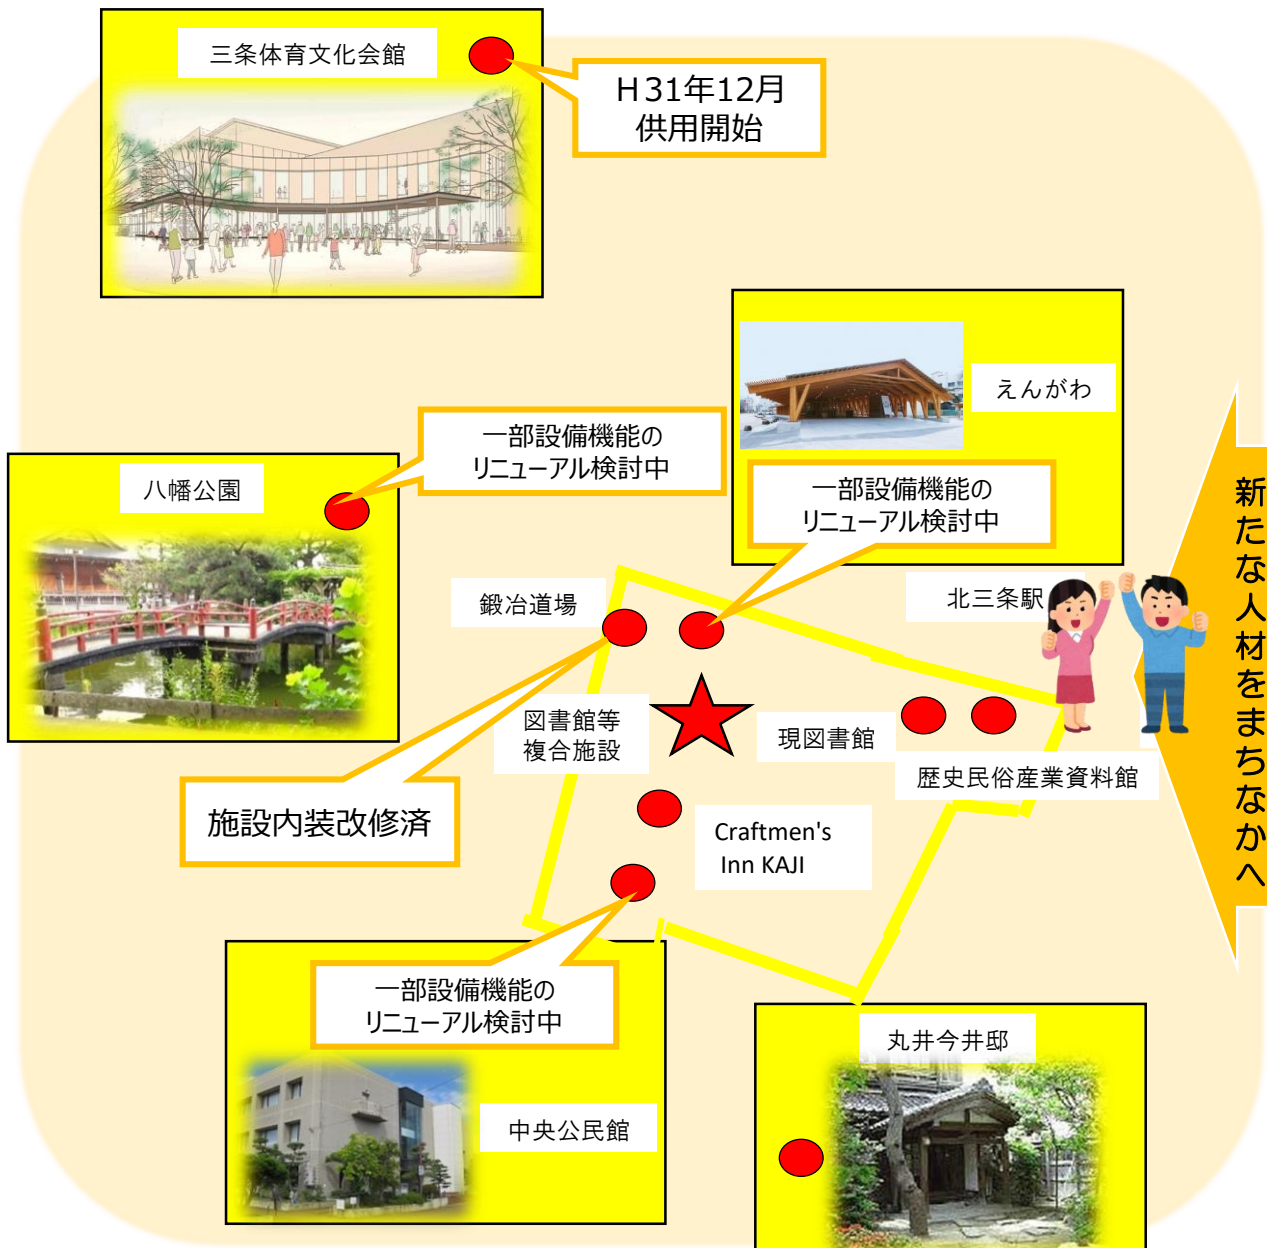 三条体育文化会館
H31年12月
供用開始
えんがわ
一部設備機能の
リニューアル検討中
八幡公園
一部設備機能の
リニューアル検討中
新たな人材をまちなかへ
鍛冶道場
北三条駅
図書館等
複合施設
現図書館
歴史民俗産業資料館
施設内装改修済
Craftmen's
Inn KAJI
一部設備機能の
リニューアル検討中
中央公民館
丸井今井邸